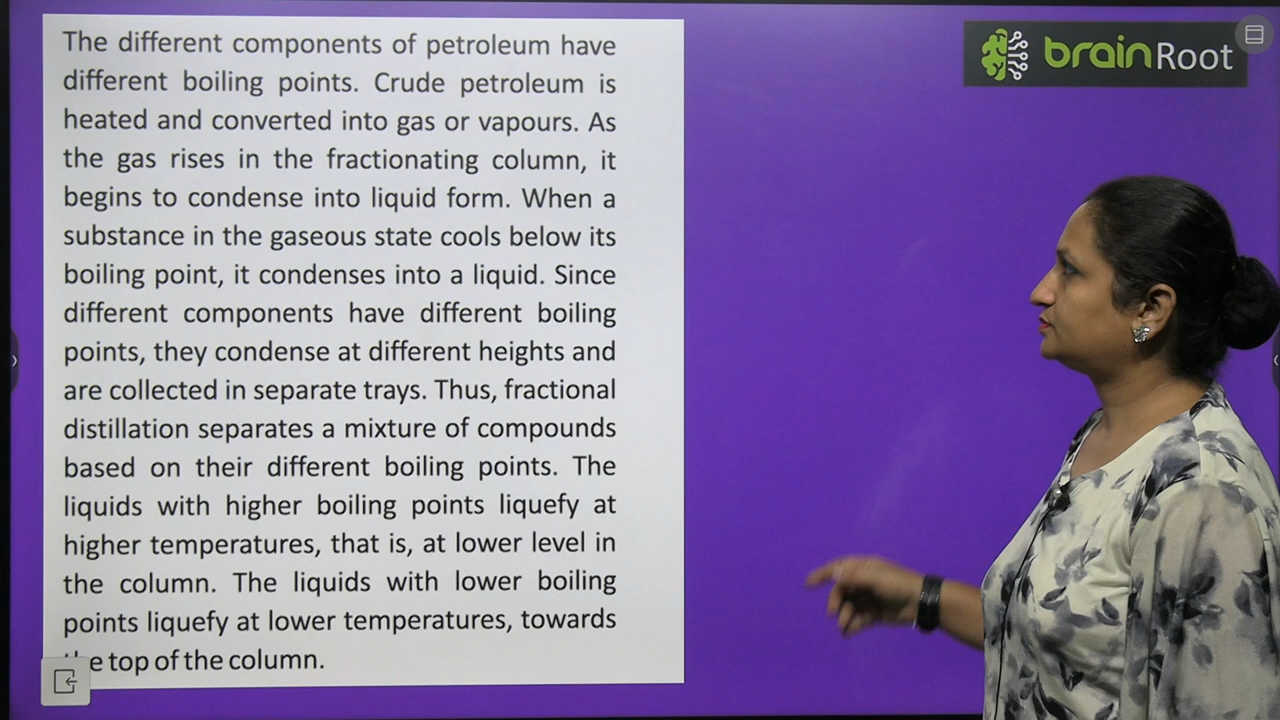 The different components of petroleum have
different boiling points. Crude petroleum is
heated and converted into gas or vapours. As
the gas rises in the fractionating column, it
begins to condense into liquid form. When a
substance in the gaseous state cools below its
boiling point, it condenses into a liquid. Since
different components have different boiling
points, they condense at different heights and
are collected in separate trays. Thus, fractional
distillation separates a mixture of compounds
based on their different boiling points. The
liquids with higher boiling points liquefy at
higher temperatures, that is, at lower level in
the column. The liquids with lower boiling
points liquefy at lower temperatures, towards
the top of the column.
brainRoot